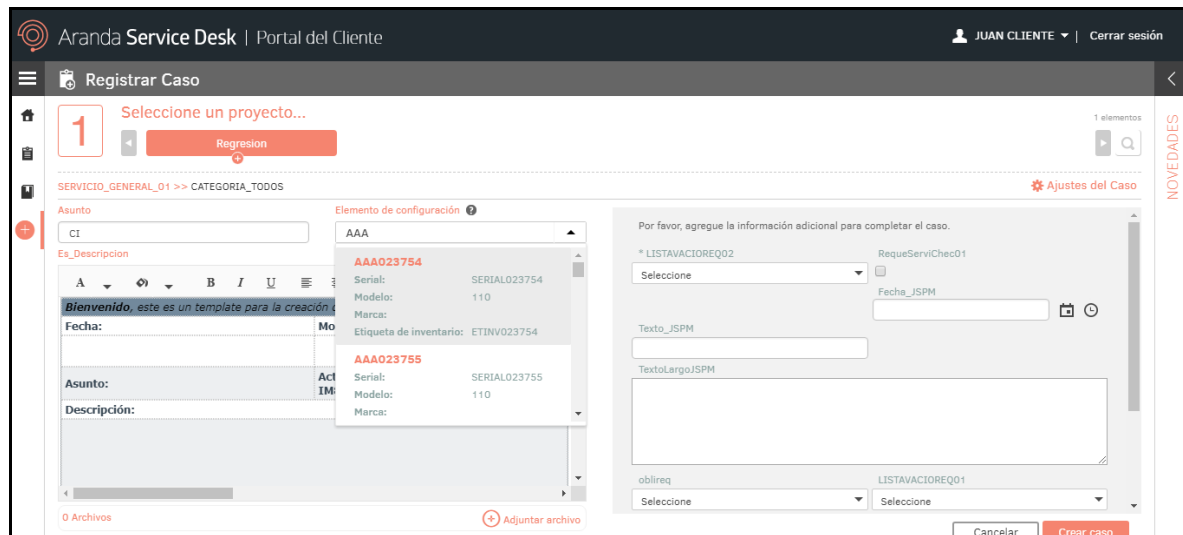 Aranda Service Desk | Portal del Cliente
JUAN CLIENTE | Cerrar sesión
Registrar Caso
1
Seleccione un proyecto...
1 elementos
Regresion
NOVEDADES
SERVICIO_GENERAL_01 >> CATEGORIA_TODOS
Ajustes del Caso
Asunto
Elemento de configuración
CI
AAA
Es_Descripcion
A B I U
Bienvenido, este es un template para la creación
Fecha:
Mo
Asunto:
Act
IM
Descripción:
AAA023754
Serial: SERIAL023754
Modelo: 110
Marca:
Etiqueta de inventario: ETINV023754
AAA023755
Serial: SERIAL023755
Modelo: 110
Marca:
0 Archivos
Adjuntar archivo
Por favor, agregue la información adicional para completar el caso.
* LISTAVACIOREQ02
RequeServiChec01
Seleccione
Fecha_JSPM
Texto_JSPM
TextoLargoJSPM
oblireq
LISTAVACIOREQ01
Seleccione
Seleccione
Cancelar
Crear caso